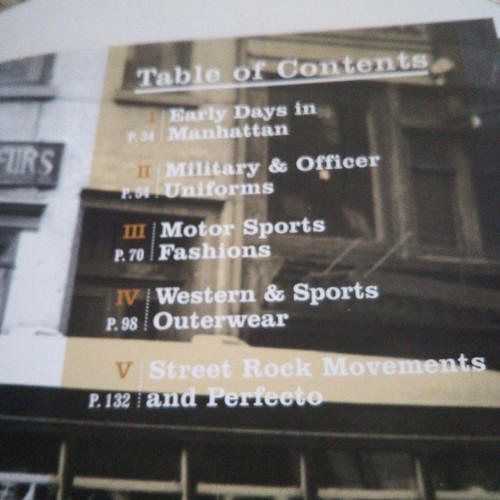 Table of Contents
FURS
I Early Days in
P. 34 Manhattan
II Military & Officer
P. 54 Uniforms
III Motor Sports
P. 70 Fashions
IV Western & Sports
P. 98 Outerwear
V Street Rock Movements
P. 132 and Perfecto